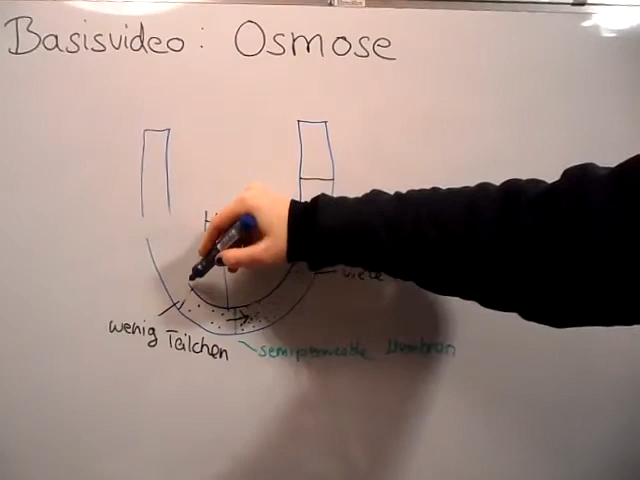 Basisvideo: Osmose
viele
wenig Teilchen
semipermeable Membran